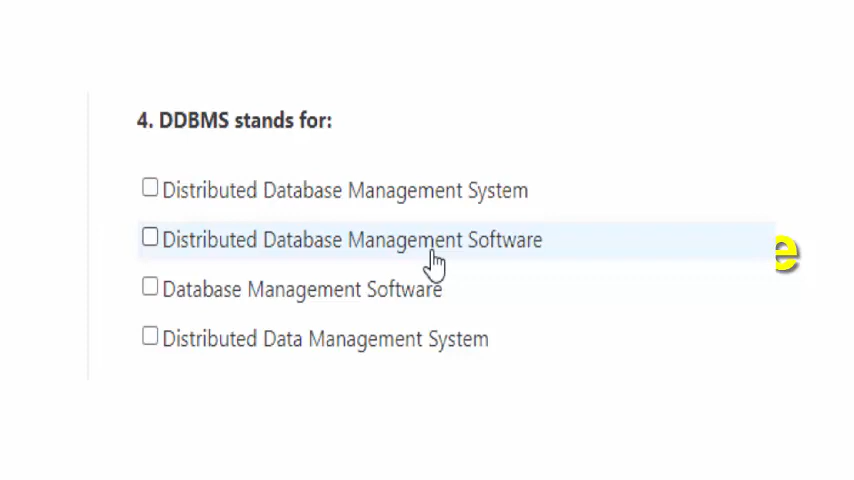 4. DDBMS stands for:
Distributed Database Management System
Distributed Database Management Software
e
Database Management Software
Distributed Data Management System